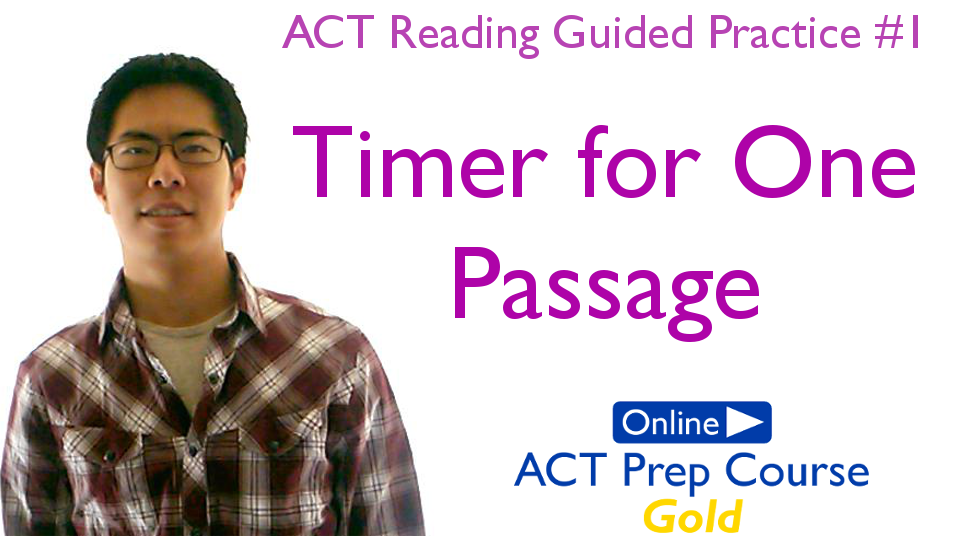 ACT Reading Guided Practice #1
Timer for One
Passage
Online
ACT Prep Course
Gold